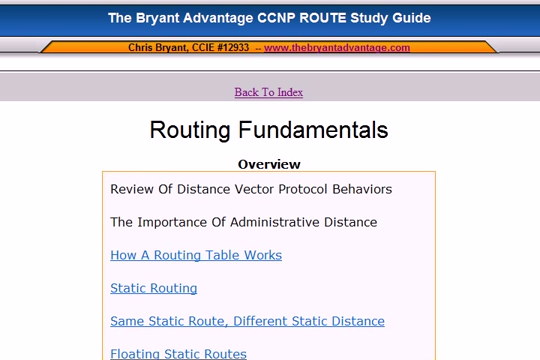 The Bryant Advantage CCNP ROUTE Study Guide
Chris Bryant, CCIE #12933 -- www.thebryantadvantage.com
Back To Index
Routing Fundamentals
Overview
Review Of Distance Vector Protocol Behaviors
The Importance Of Administrative Distance
How A Routing Table Works
Static Routing
Same Static Route, Different Static Distance
Floating Static Routes